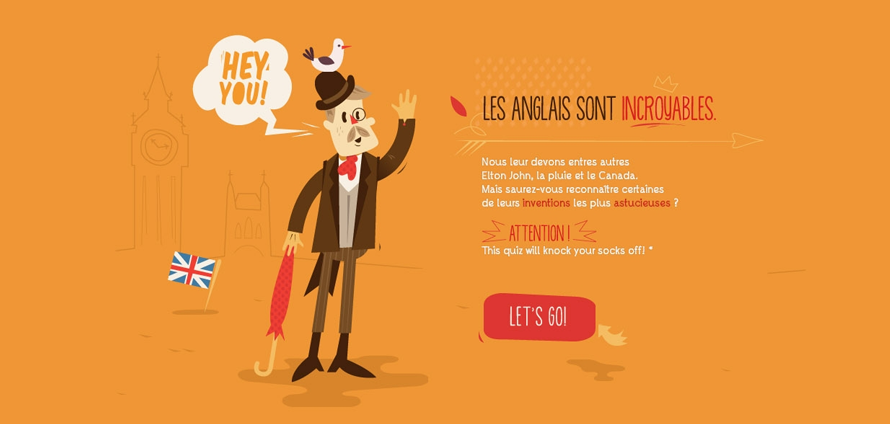 HEY
YOU!
LES ANGLAIS SONT INCROYABLES.
Nous leur devons entres autres
Elton John, la pluie et le Canada.
Mais saurez-vous reconnaître certaines
de leurs inventions les plus astucieuses ?
ATTENTION !
This quiz will knock your socks off! *
LET'S GO!